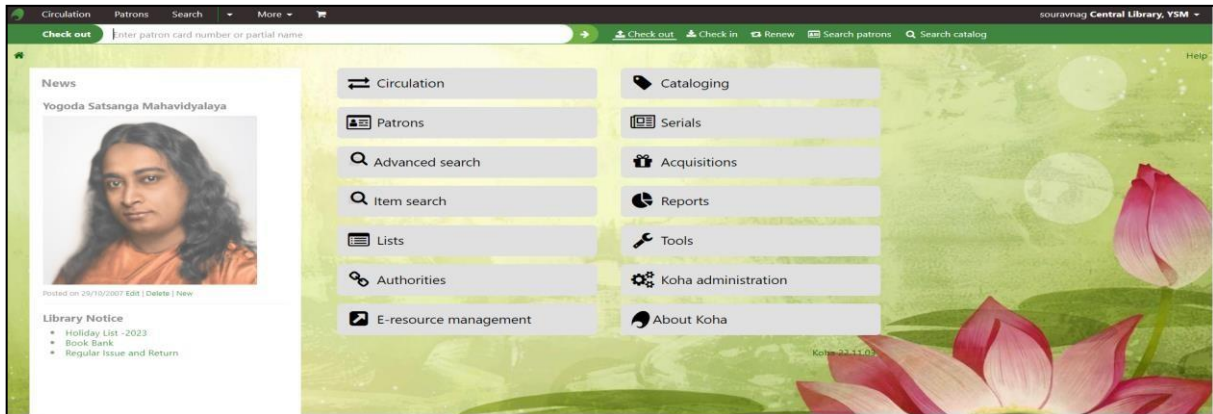 Circulation Patrons Search More
souravnag Central Library, YSM
Check out Enter patron card number or partial name Check out Check in Renew Search patrons Search catalog
Help
News
Yogoda Satsanga Mahavidyalaya
Posted on 29/10/2007 Edit | Delete | New
Library Notice
Holiday List -2023
Book Bank
Regular Issue and Return
Circulation
Patrons
Advanced search
Item search
Lists
Authorities
E-resource management
Cataloging
Serials
Acquisitions
Reports
Tools
Koha administration
About Koha
Koha